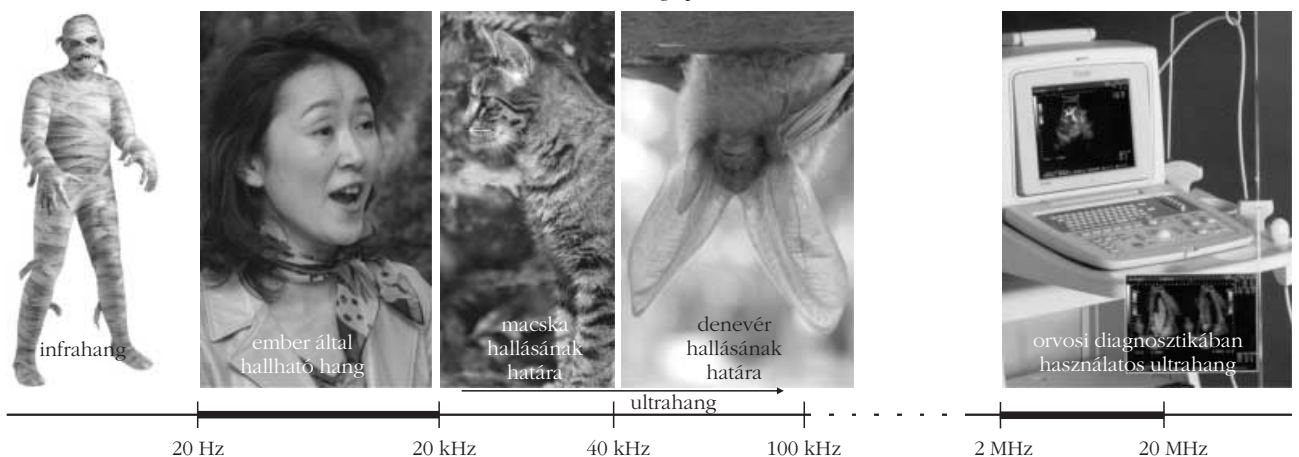 infrahang
ember által
hallható hang
macska
hallásának
határa
denevér
hallásának
határa
orvosi diagnosztikában
használatos ultrahang
ultrahang
20 Hz
20 kHz
40 kHz
100 kHz
2 MHz
20 MHz